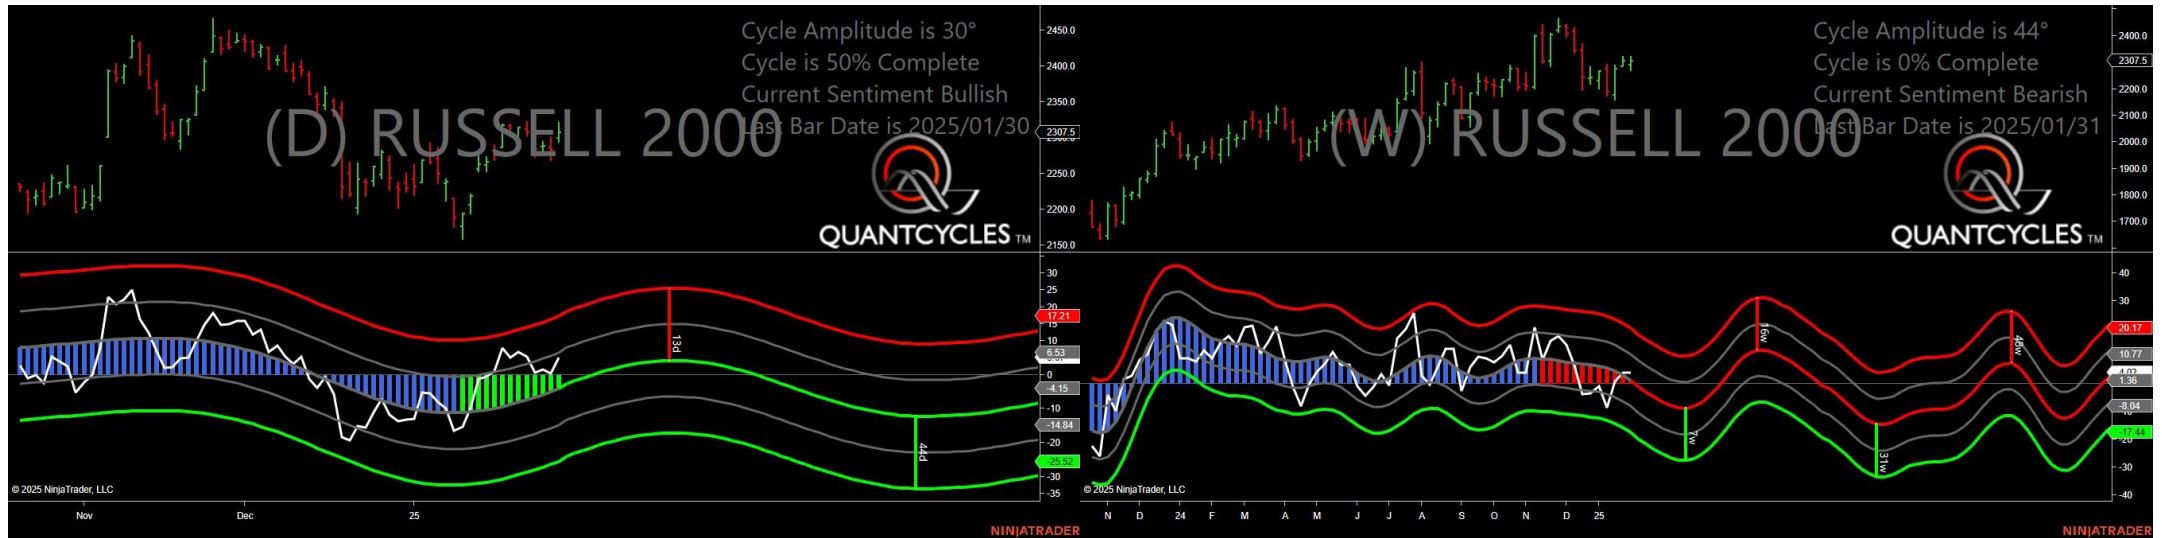 Cycle Amplitude is 30°
Cycle is 50% Complete
Current Sentiment Bullish
Last Bar Date is 2025/01/30
(D) RUSSELL 2000
QUANTCYCLES TM
2450.0
2400.0
2350.0
2307.5
2300.0
2250.0
2200.0
2150.0
30
25
20
17.21
15
10
6.53
0
-4.15
-10
-14.84
-20
-25.52
-30
-35
13d
44d
© 2025 NinjaTrader, LLC
Nov
Dec
25
NINJATRADER
Cycle Amplitude is 44°
Cycle is 0% Complete
Current Sentiment Bearish
Last Bar Date is 2025/01/31
(W) RUSSELL 2000
QUANTCYCLES TM
2400.0
2307.5
2200.0
2100.0
2000.0
1900.0
1800.0
1700.0
40
30
20.17
10.77
4.02
1.36
-8.04
-17.44
-20
-30
-40
7w
16w
48w
© 2025 NinjaTrader, LLC
N
D
24
F
M
A
M
J
J
A
S
O
N
D
25
NINJATRADER